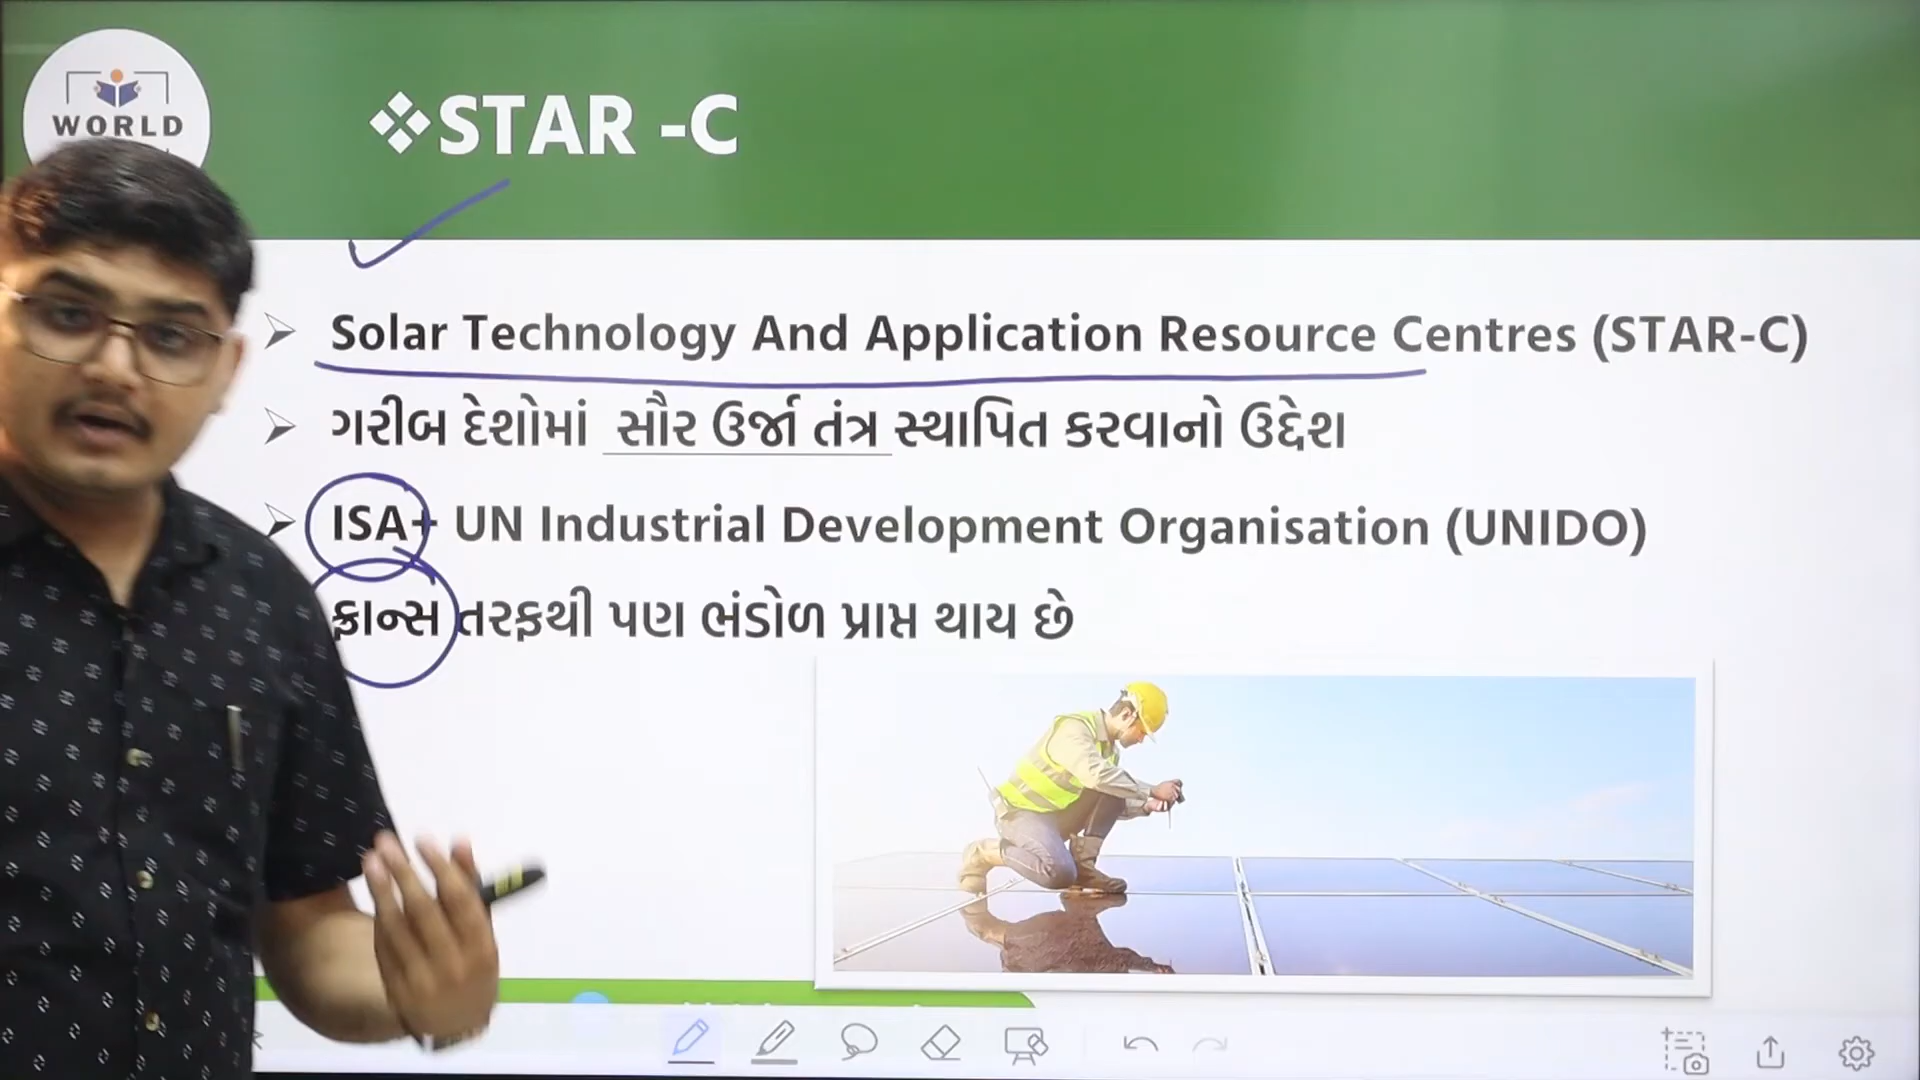 WORLD
❖STAR -C
➢ Solar Technology And Application Resource Centres (STAR-C)
➢ ગરીબ દેશોમાં સૌર ઉર્જા તંત્ર સ્થાપિત કરવાનો ઉદ્દેશ
➢ ISA+ UN Industrial Development Organisation (UNIDO)
ફ્રાન્સ તરફથી પણ ભંડોળ પ્રાપ્ત થાય છે